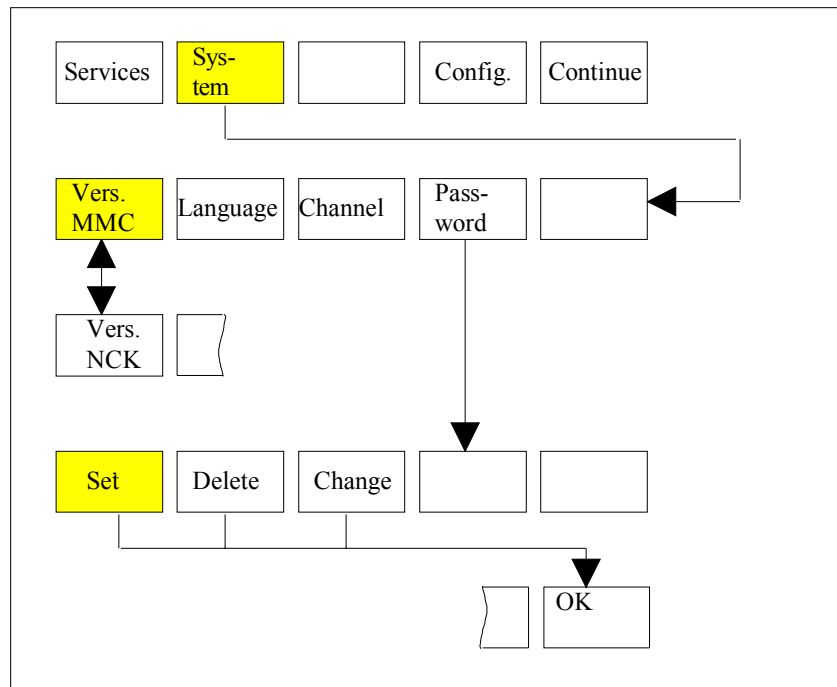 Services
Sys-
tem
Config.
Continue
Vers.
MMC
Language
Channel
Pass-
word
Vers.
NCK
Set
Delete
Change
OK